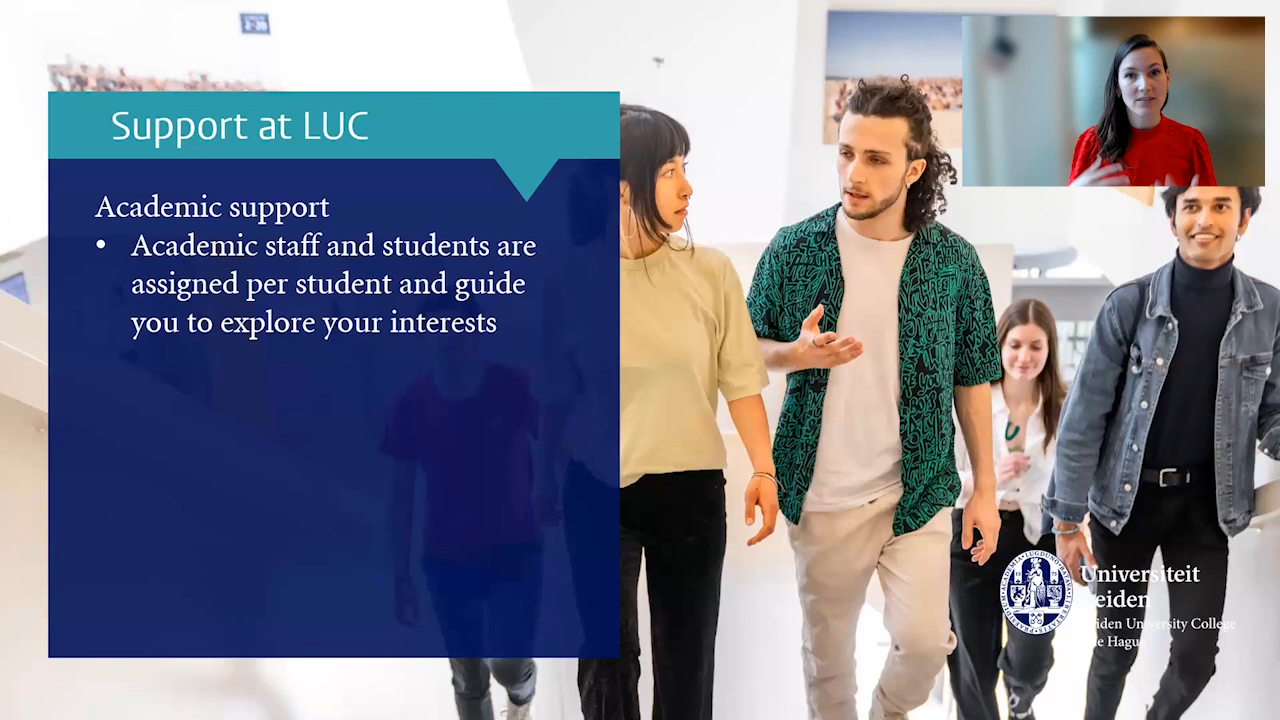 Support at LUC
Academic support
• Academic staff and students are
assigned per student and guide
you to explore your interests
Universiteit
Leiden
Leiden University College
The Hague